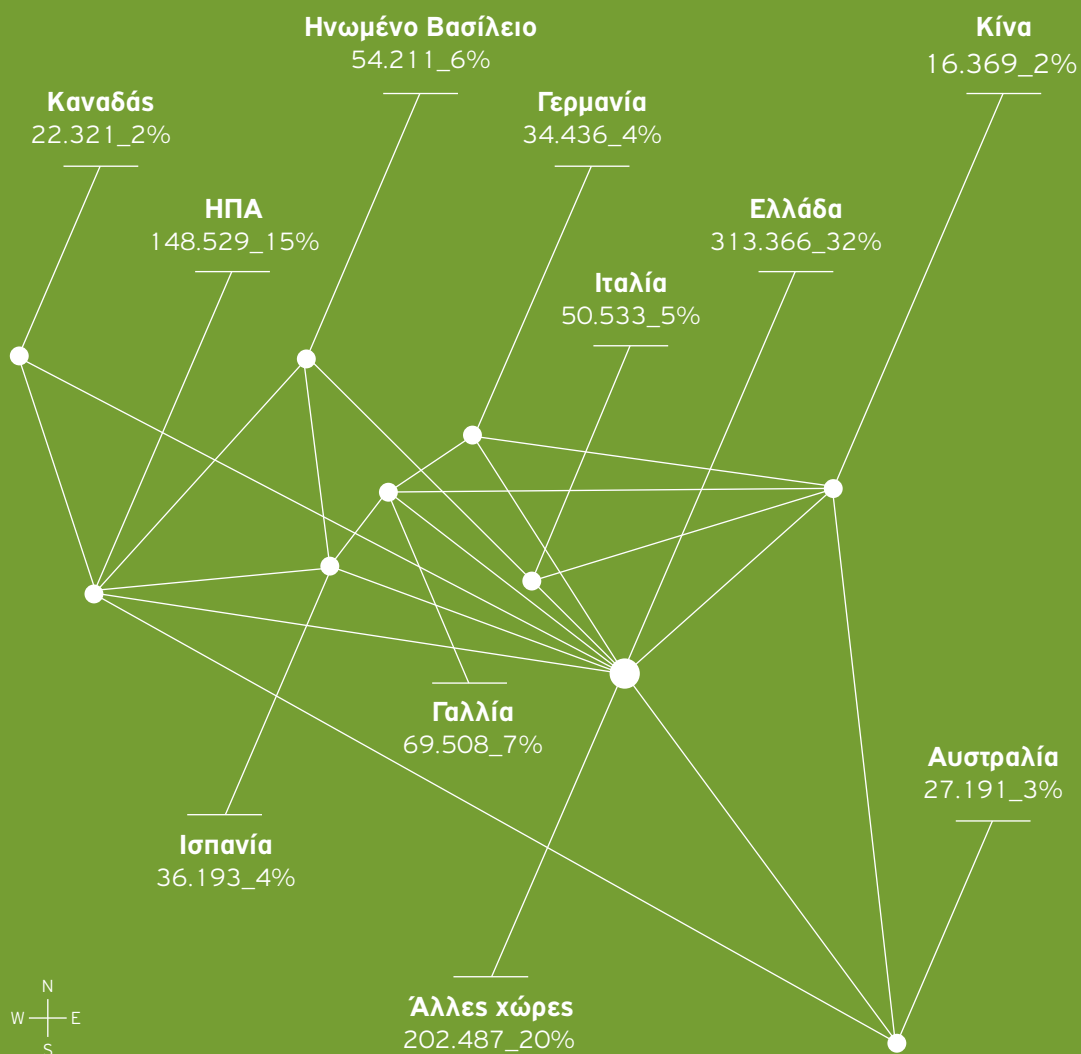 Ηνωμένο Βασίλειο
54.211_6%
Κίνα
16.369_2%
Καναδάς
22.321_2%
Γερμανία
34.436_4%
ΗΠΑ
148.529_15%
Ελλάδα
313.366_32%
Ιταλία
50.533_5%
Γαλλία
69.508_7%
Αυστραλία
27.191_3%
Ισπανία
36.193_4%
Άλλες χώρες
202.487_20%
N
W E
S